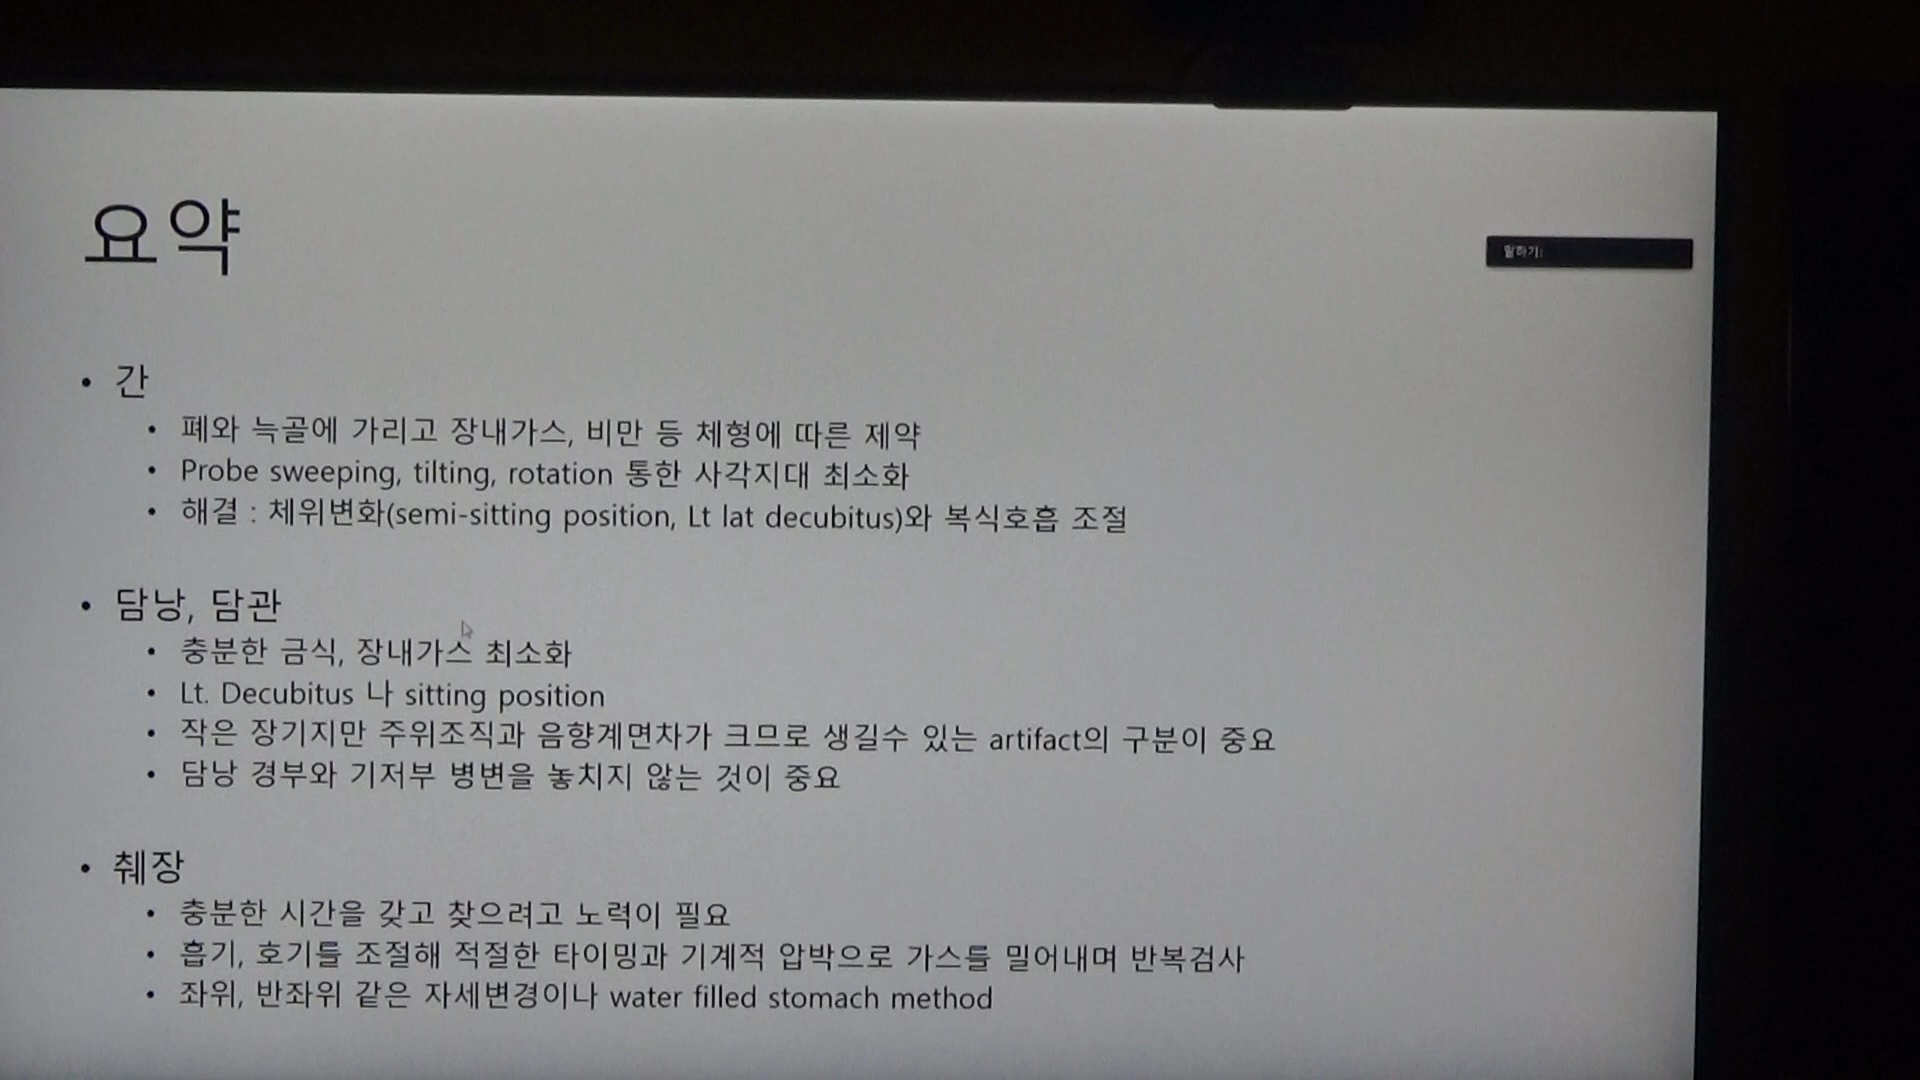 요약
말하기:
• 간
• 폐와 늑골에 가리고 장내가스, 비만 등 체형에 따른 제약
• Probe sweeping, tilting, rotation 통한 사각지대 최소화
• 해결 : 체위변화(semi-sitting position, Lt lat decubitus)와 복식호흡 조절
• 담낭, 담관
• 충분한 금식, 장내가스 최소화
• Lt. Decubitus 나 sitting position
• 작은 장기지만 주위조직과 음향계면차가 크므로 생길수 있는 artifact의 구분이 중요
• 담낭 경부와 기저부 병변을 놓치지 않는 것이 중요
• 췌장
• 충분한 시간을 갖고 찾으려고 노력이 필요
• 흡기, 호기를 조절해 적절한 타이밍과 기계적 압박으로 가스를 밀어내며 반복검사
• 좌위, 반좌위 같은 자세변경이나 water filled stomach method